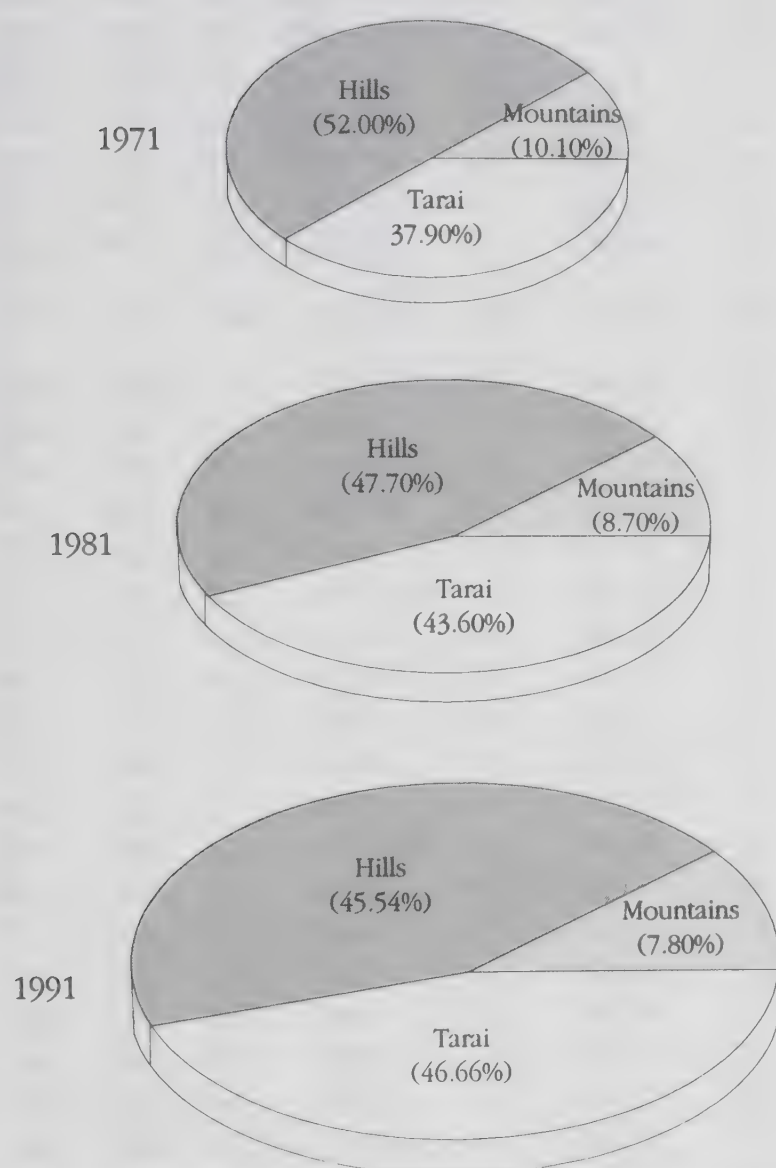 1971
Hills
(52.00%)
Mountains
(10.10%)
Tarai
37.90%)
1981
Hills
(47.70%)
Mountains
(8.70%)
Tarai
(43.60%)
1991
Hills
(45.54%)
Mountains
(7.80%)
Tarai
(46.66%)